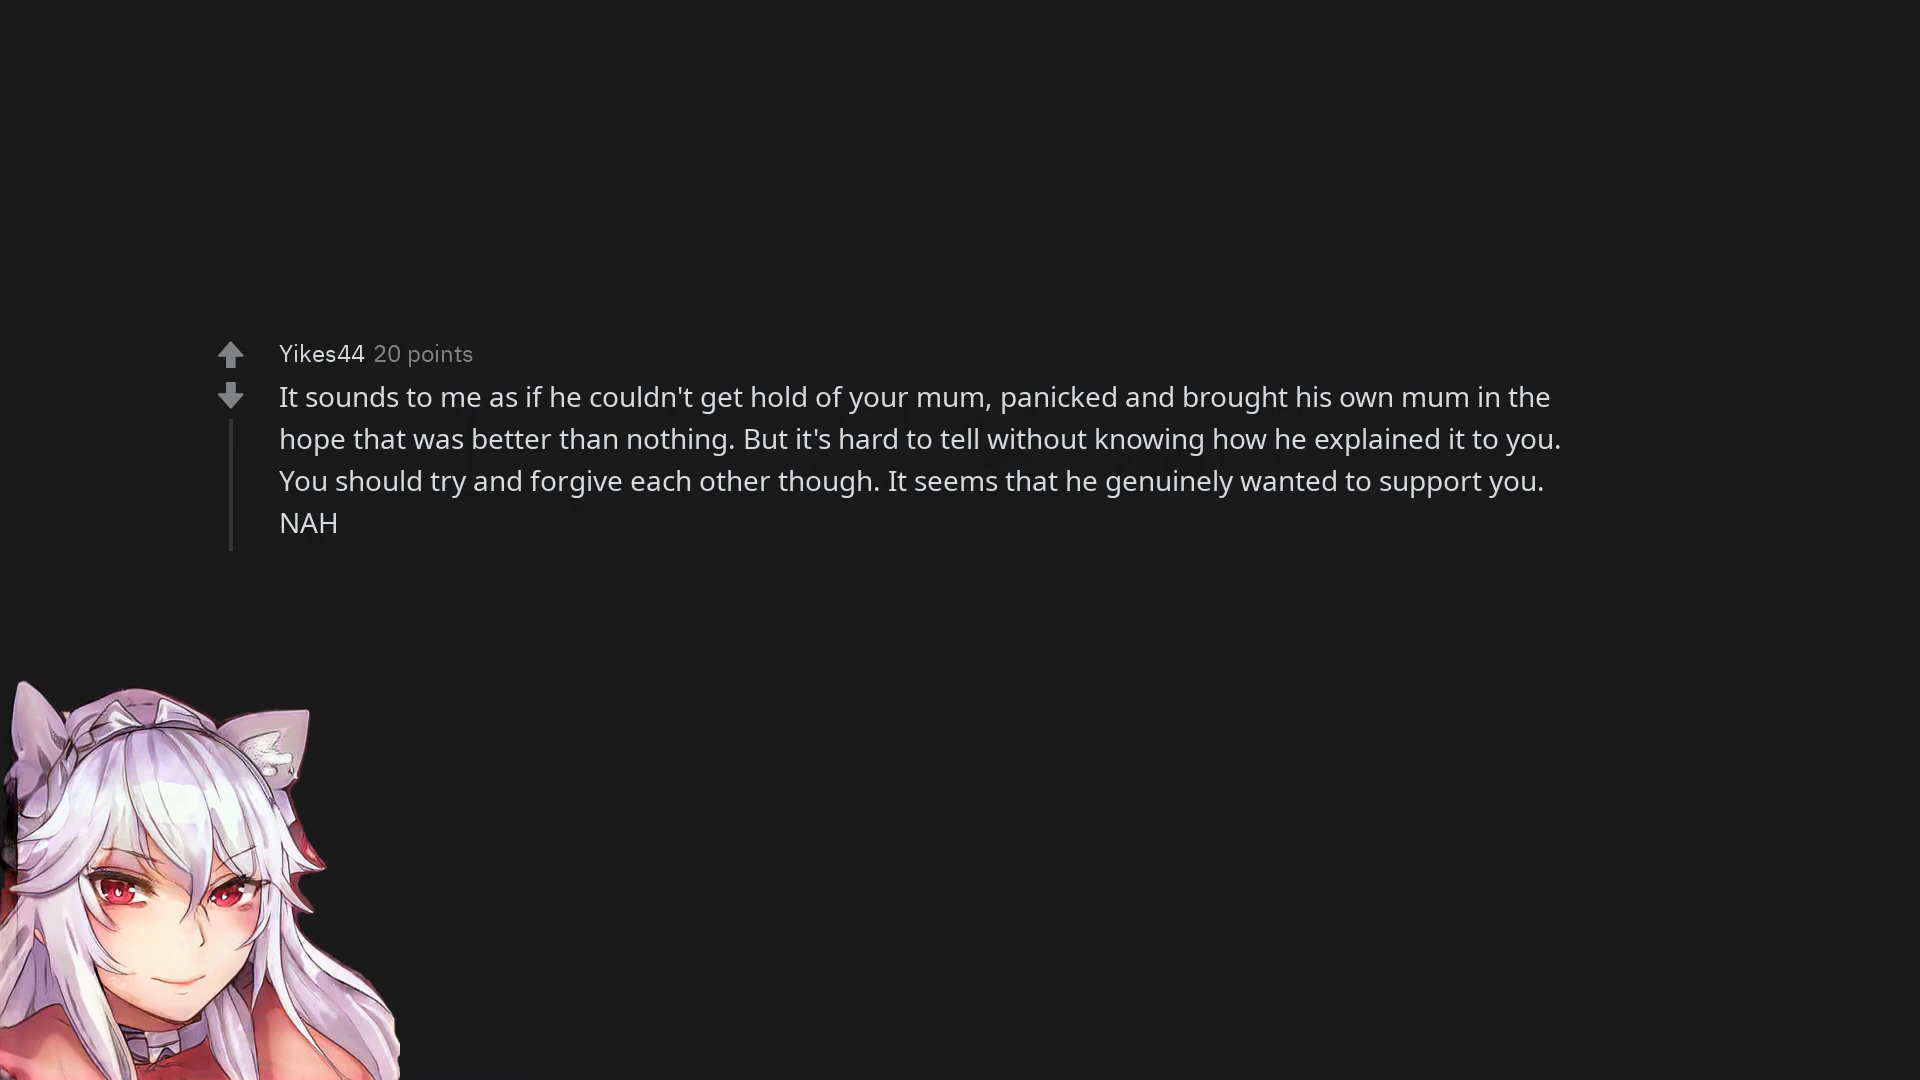 Yikes44 20 points
It sounds to me as if he couldn't get hold of your mum, panicked and brought his own mum in the
hope that was better than nothing. But it's hard to tell without knowing how he explained it to you.
You should try and forgive each other though. It seems that he genuinely wanted to support you.
NAH